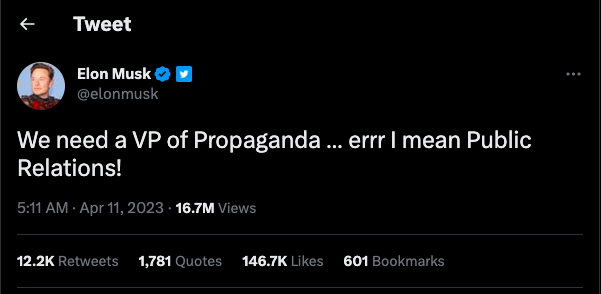 Tweet
Elon Musk
@elonmusk
We need a VP of Propaganda ... errr I mean Public
Relations!
5:11 AM · Apr 11, 2023 · 16.7M Views
12.2K Retweets 1,781 Quotes 146.7K Likes 601 Bookmarks